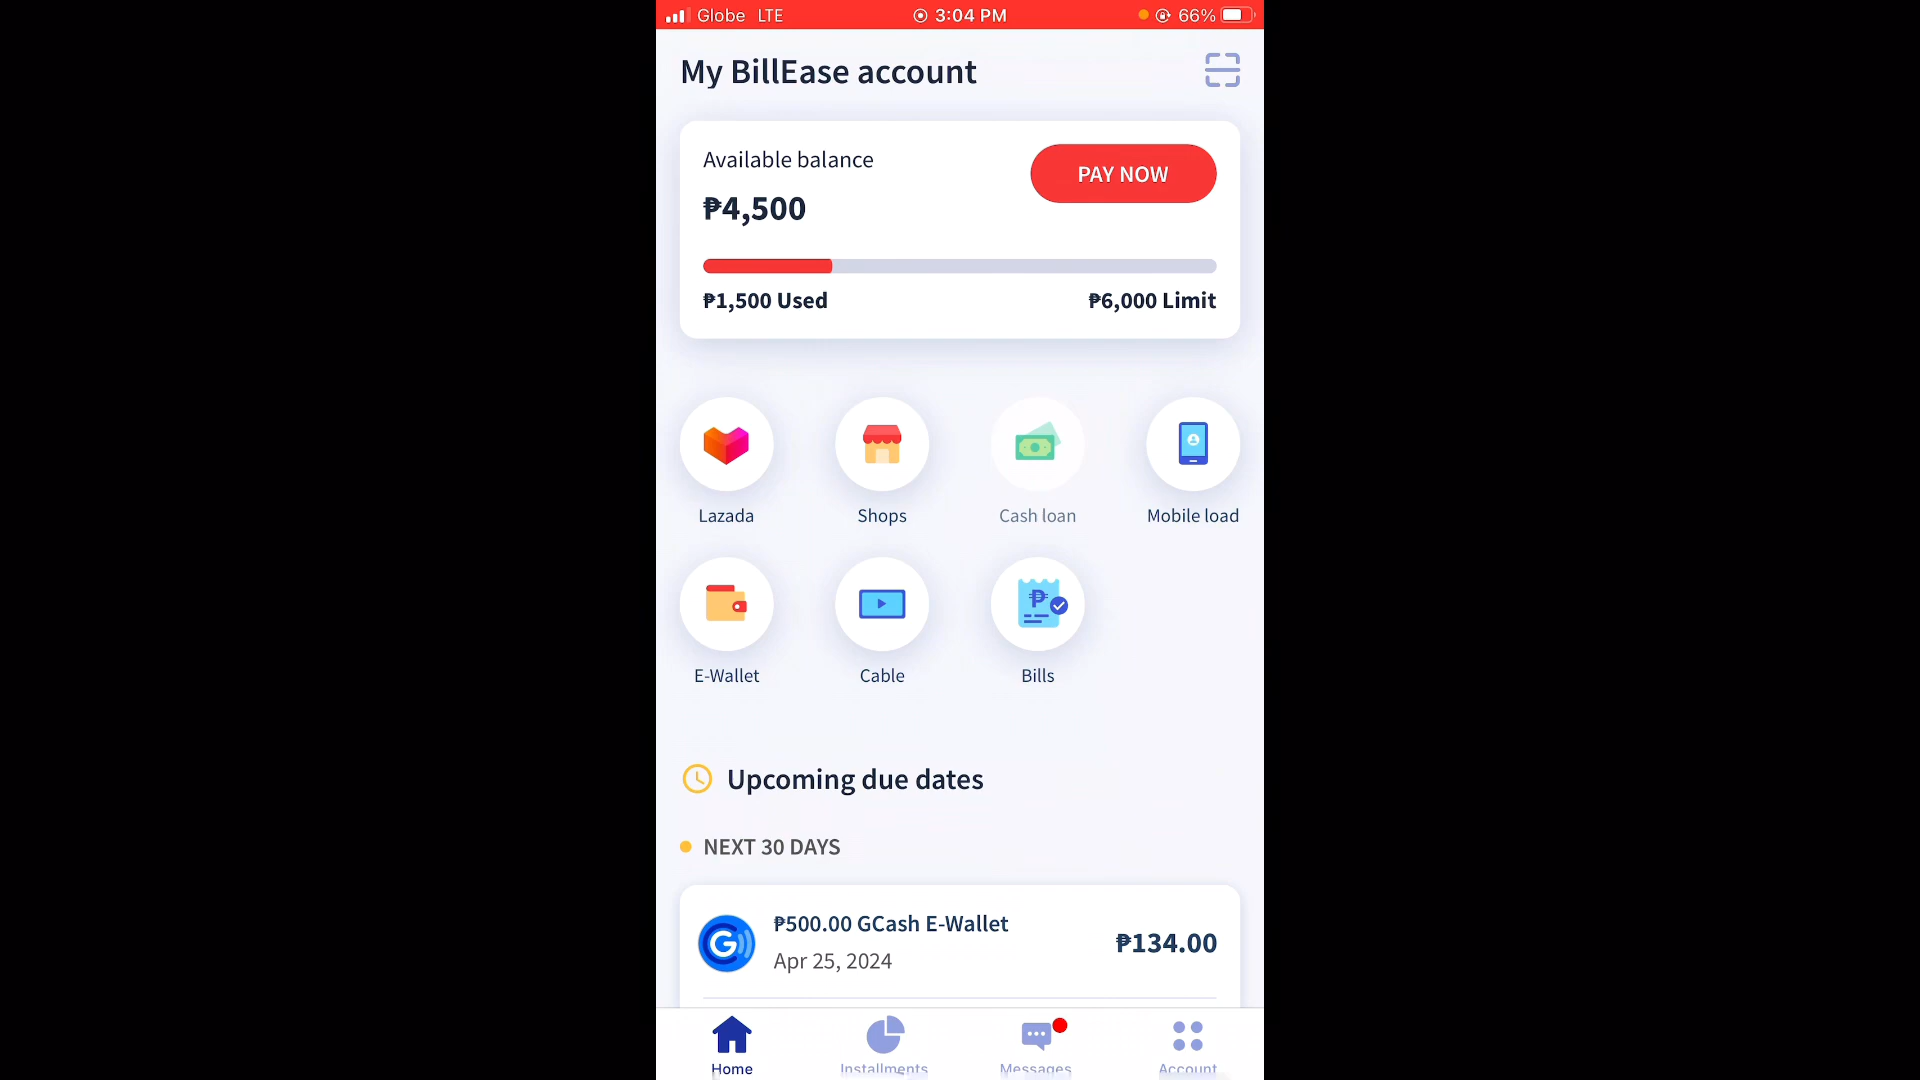 Globe LTE 3:04 PM 66%
My BillEase account
Available balance
PAY NOW
₱4,500
₱1,500 Used ₱6,000 Limit
Lazada Shops Cash loan Mobile load
₱
E-Wallet Cable Bills
Upcoming due dates
NEXT 30 DAYS
G
₱500.00 GCash E-Wallet
₱134.00
Apr 25, 2024
Home Installments Messages Account